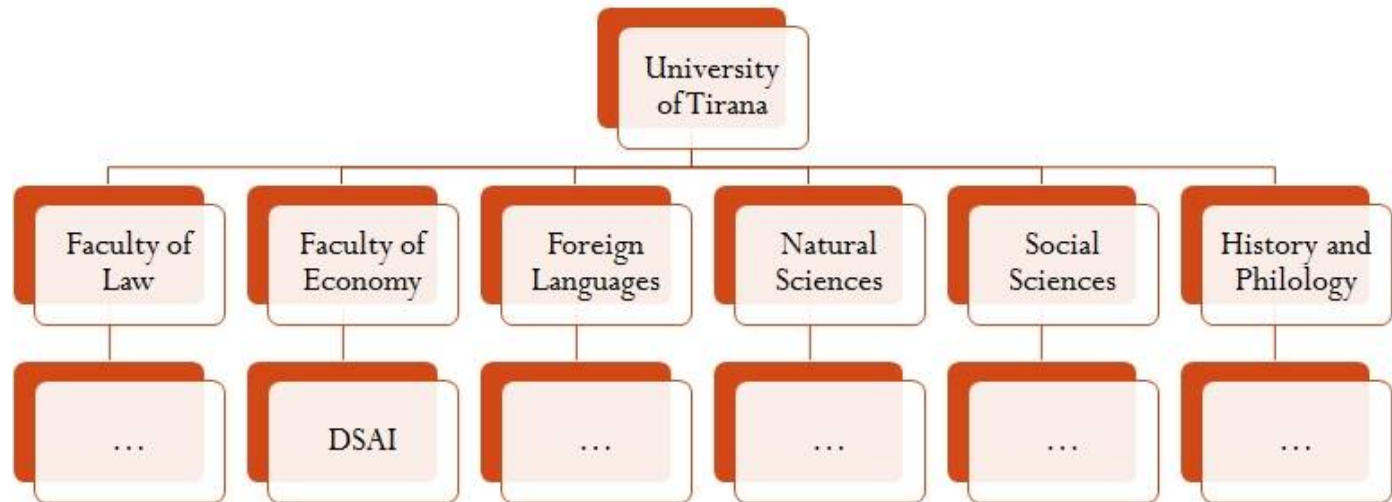 University
of Tirana
Faculty of
Law
Faculty of
Economy
Foreign
Languages
Natural
Sciences
Social
Sciences
History and
Philology
…
DSAI
…
…
…
…